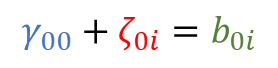 γ₀₀ + ζ₀ᵢ = b₀ᵢ